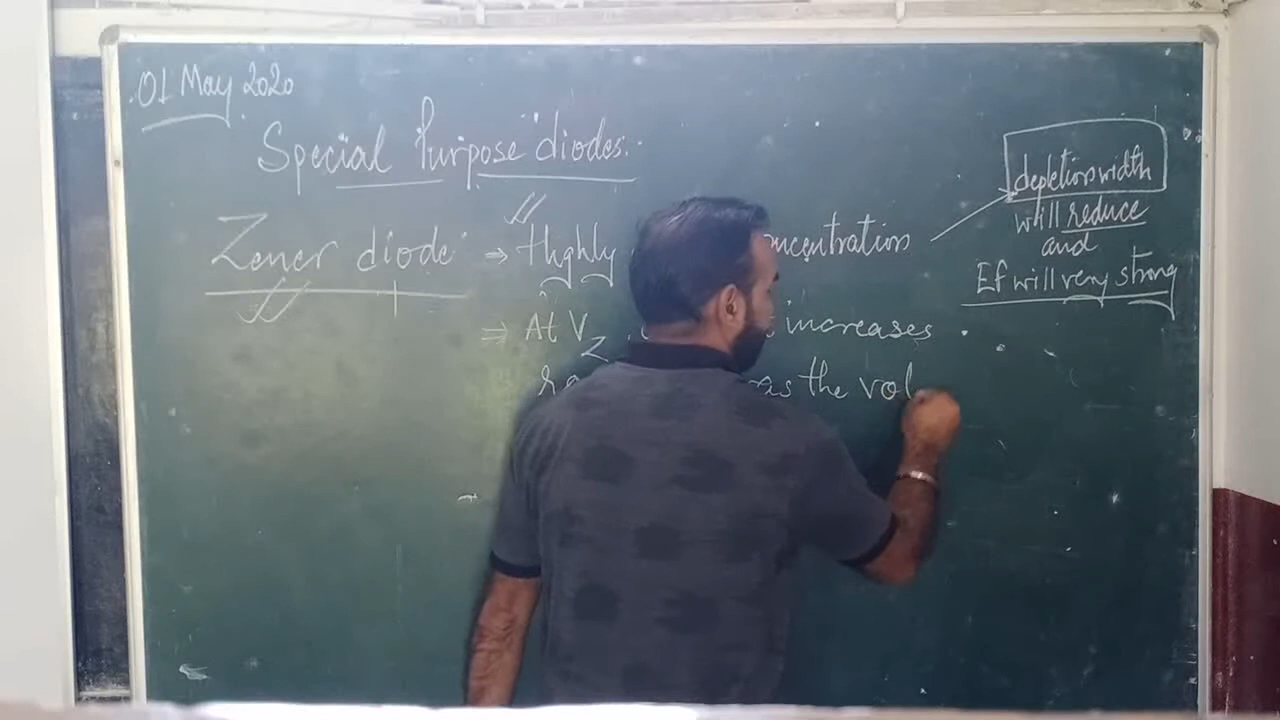 01 May 2020
Special Purpose diodes:
Zener diode ⇒ Highly ncentration
⇒ At VZ increases
as the vol
depletion width
will reduce
and
Ef will very strong